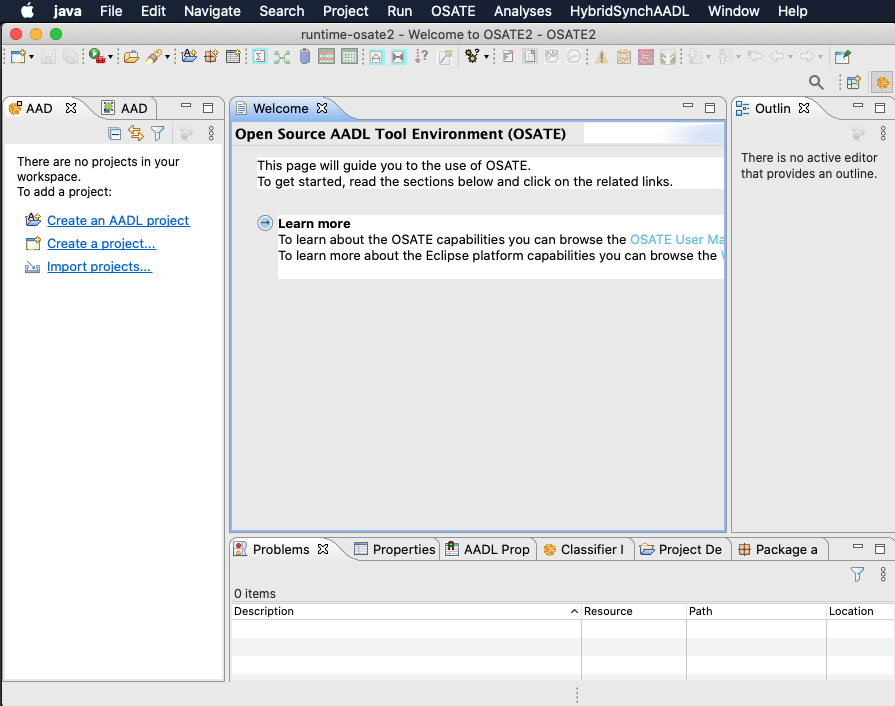 java File Edit Navigate Search Project Run OSATE Analyses HybridSynchAADL Window Help
runtime-osate2 - Welcome to OSATE2 - OSATE2
AAD AAD
There are no projects in your
workspace.
To add a project:
Create an AADL project
Create a project...
Import projects...
Welcome
Open Source AADL Tool Environment (OSATE)
This page will guide you to the use of OSATE.
To get started, read the sections below and click on the related links.
Learn more
To learn about the OSATE capabilities you can browse the OSATE User Ma
To learn more about the Eclipse platform capabilities you can browse the
Outlin
There is no active editor
that provides an outline.
Problems Properties AADL Prop Classifier I Project De Package a
0 items
Description Resource Path Location